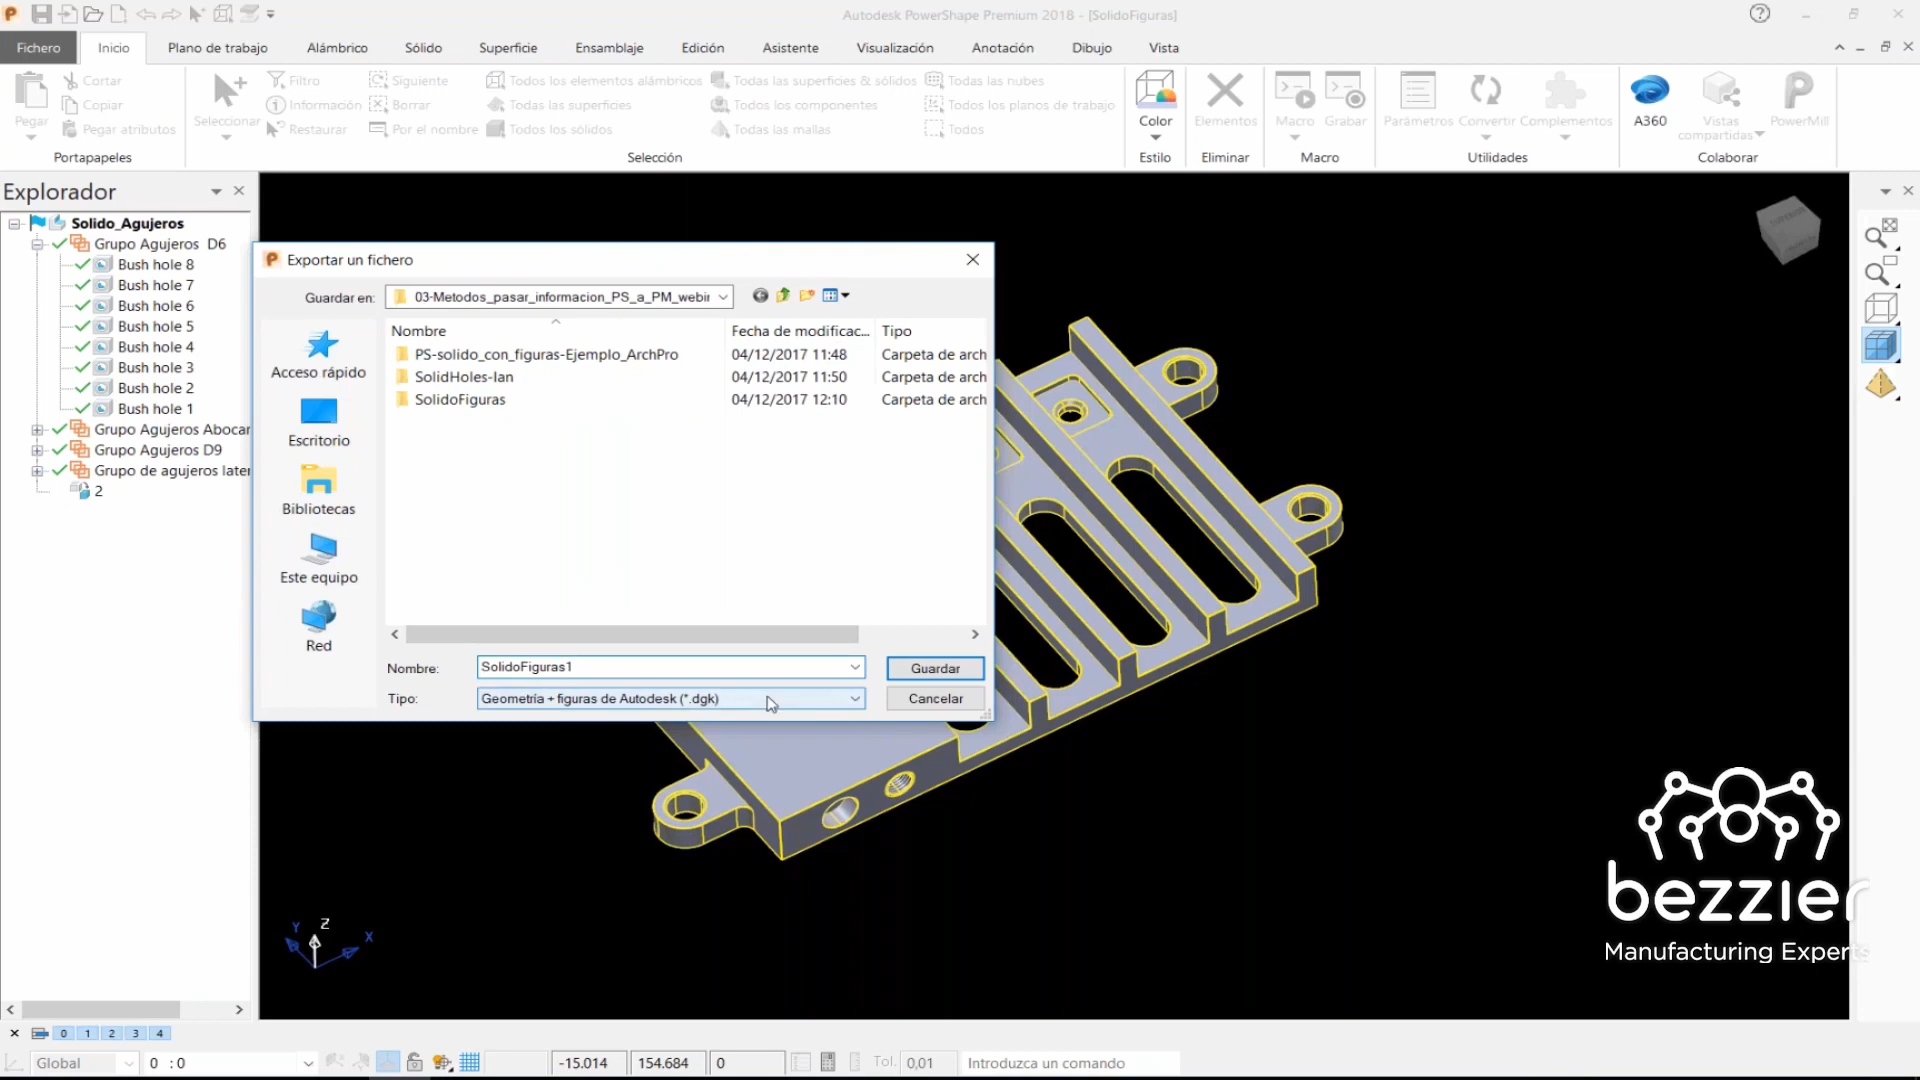 Autodesk PowerShape Premium 2018 - [SolidoFiguras]
Fichero Inicio Plano de trabajo Alámbrico Sólido Superficie Ensamblaje Edición Asistente Visualización Anotación Dibujo Vista
Pegar
Cortar
Copiar
Pegar atributos
Portapapeles
Seleccionar
Filtro
Información
Restaurar
Siguiente
Borrar
Por el nombre
Todos los elementos alámbricos
Todas las superficies
Todos los sólidos
Todas las superficies & sólidos
Todos los componentes
Todas las mallas
Todas las nubes
Todos los planos de trabajo
Todos
Selección
Color
Estilo
Elementos
Eliminar
Macro Grabar
Macro
Parámetros Convertir Complementos
Utilidades
A360
Vistas
compartidas
PowerMill
Colaborar
Explorador
Solido_Agujeros
Grupo Agujeros D6
Bush hole 8
Bush hole 7
Bush hole 6
Bush hole 5
Bush hole 4
Bush hole 3
Bush hole 2
Bush hole 1
Grupo Agujeros Abocar
Grupo Agujeros D9
Grupo de agujeros later
2
Exportar un fichero
Guardar en: 03-Metodos_pasar_informacion_PS_a_PM_webir
Acceso rápido
Escritorio
Bibliotecas
Este equipo
Red
Nombre Fecha de modificac... Tipo
PS-solido_con_figuras-Ejemplo_ArchPro 04/12/2017 11:48 Carpeta de arch
SolidHoles-Ian 04/12/2017 11:50 Carpeta de arch
SolidoFiguras 04/12/2017 12:10 Carpeta de arch
Nombre: SolidoFiguras1 Guardar
Tipo: Geometría + figuras de Autodesk (*.dgk) Cancelar
Y Z X
bezzier
Manufacturing Experts
0 1 2 3 4
Global 0 :0 -15.014 154.684 0 Tol. 0,01 Introduzca un comando